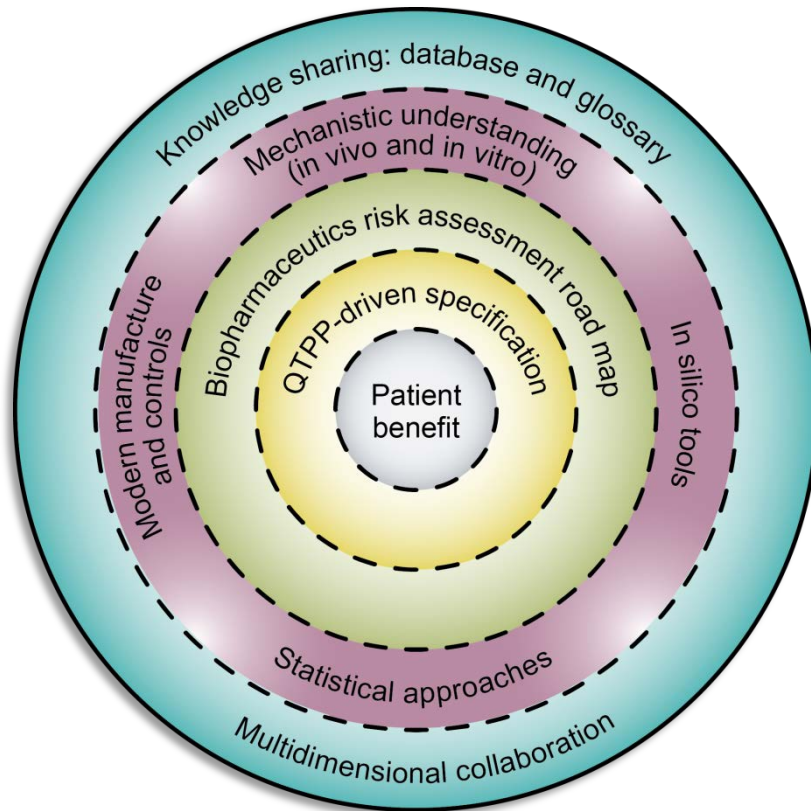 Knowledge sharing: database and glossary
Mechanistic understanding
(in vivo and in vitro)
Biopharmaceutics risk assessment road map
QTPP-driven specification
Patient
benefit
Modern manufacture
and controls
In silico tools
Statistical approaches
Multidimensional collaboration